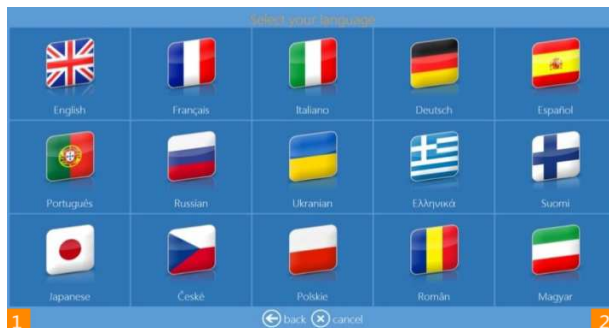 Select your language
English Français Italiano Deutsch Español
Português Russian Ukranian Ελληνικά Suomi
Japanese České Polskie Român Magyar
1 back cancel 2